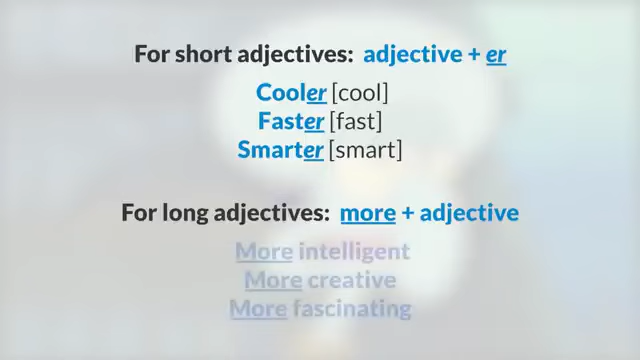 For short adjectives: adjective + er
Cooler [cool]
Faster [fast]
Smarter [smart]
For long adjectives: more + adjective
More intelligent
More creative
More fascinating